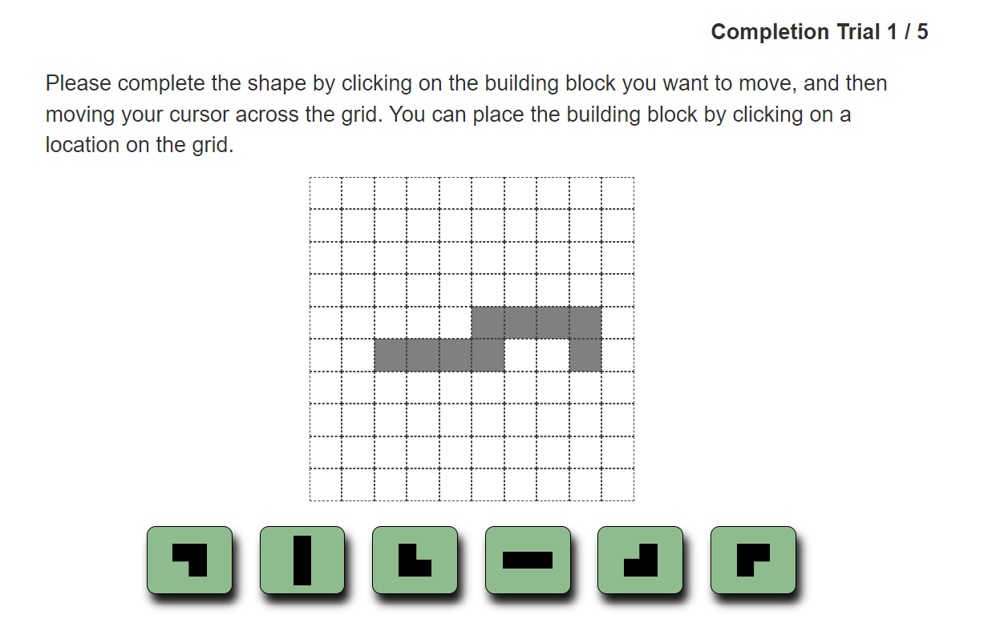 Completion Trial 1 / 5
Please complete the shape by clicking on the building block you want to move, and then
moving your cursor across the grid. You can place the building block by clicking on a
location on the grid.